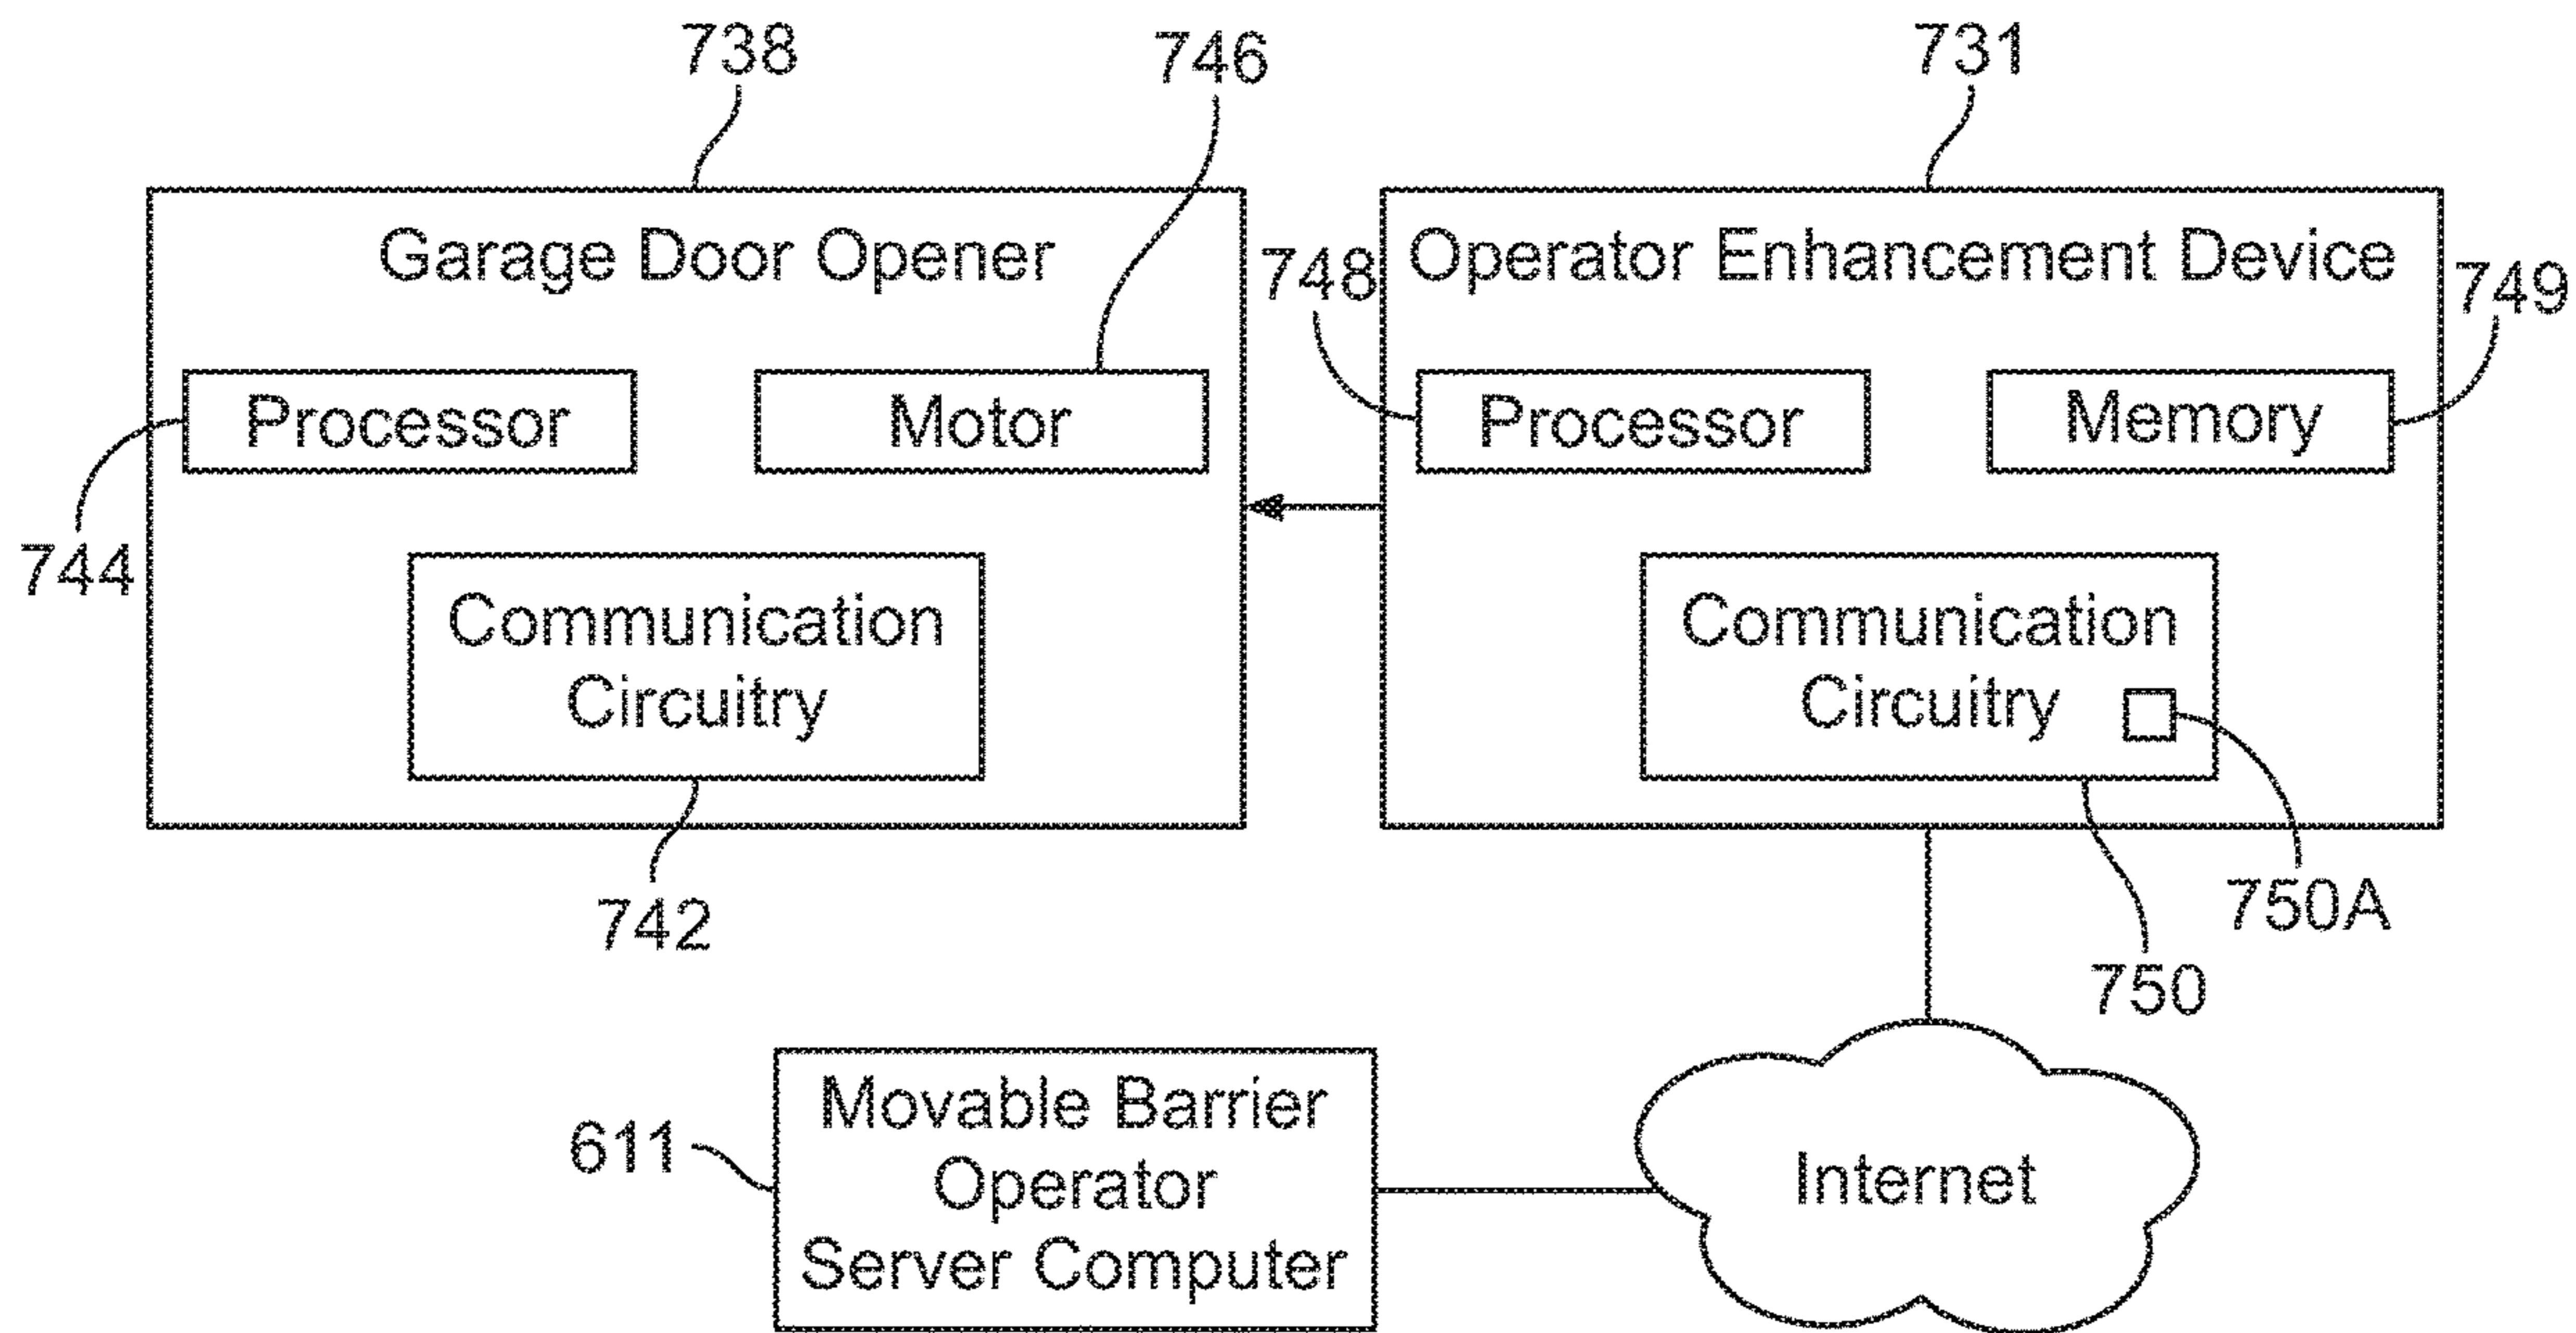 738
746
731
Garage Door Opener
748
Operator Enhancement Device
749
Processor
Motor
Processor
Memory
744
Communication
Circuitry
Communication
Circuitry
742
750A
750
611
Movable Barrier
Operator
Server Computer
Internet